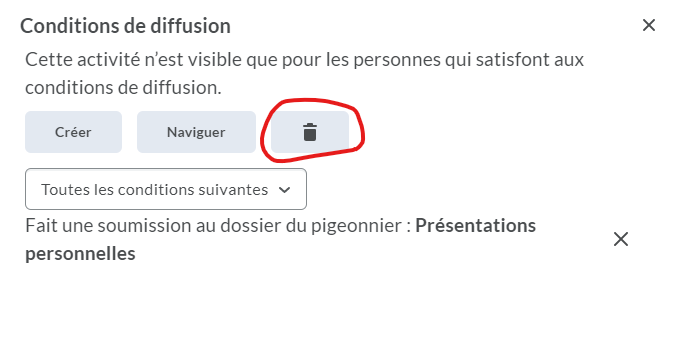 Conditions de diffusion
Cette activité n’est visible que pour les personnes qui satisfont aux
conditions de diffusion.
Créer
Naviguer
Toutes les conditions suivantes
Fait une soumission au dossier du pigeonnier : Présentations
personnelles